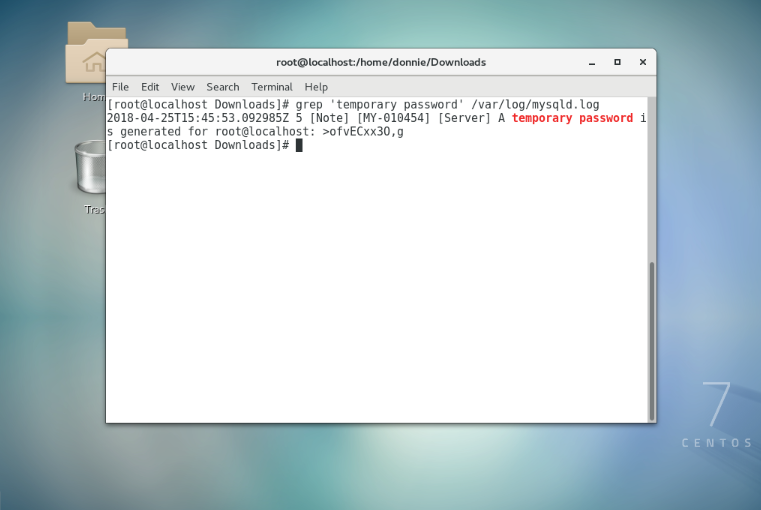 root@localhost:/home/donnie/Downloads
File Edit View Search Terminal Help
[root@localhost Downloads]# grep 'temporary password' /var/log/mysqld.log
2018-04-25T15:45:53.092985Z 5 [Note] [MY-010454] [Server] A temporary password i
s generated for root@localhost: >ofvECxx3O,g
[root@localhost Downloads]#
Hom
Tras
7
CENTOS